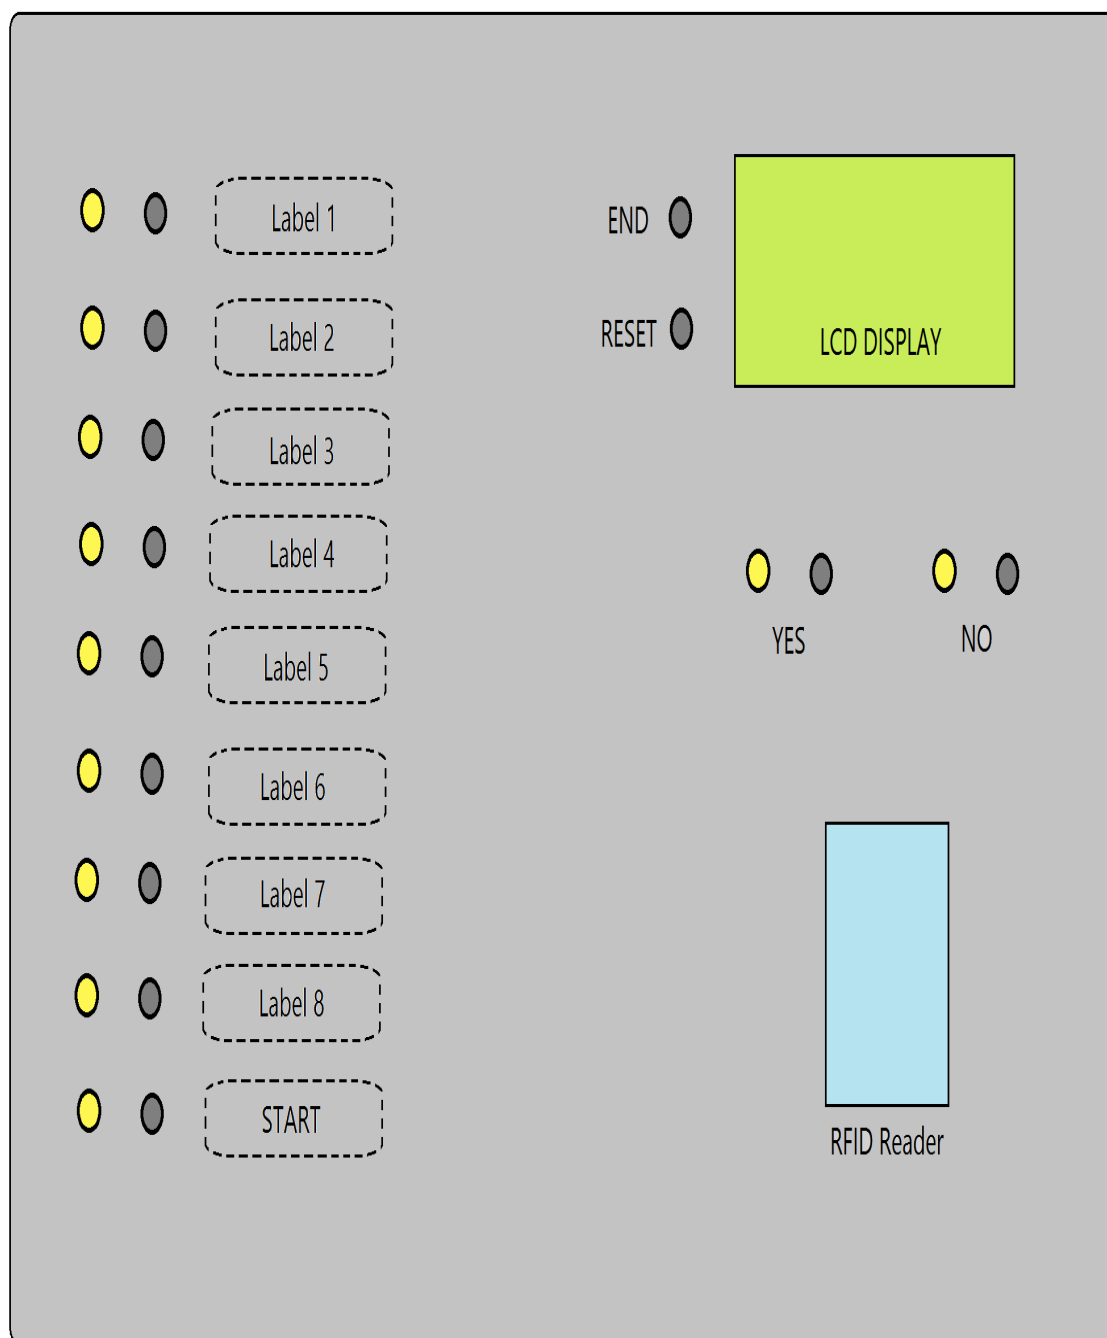 Label 1
Label 2
Label 3
Label 4
Label 5
Label 6
Label 7
Label 8
START
END
RESET
LCD DISPLAY
YES
NO
RFID Reader